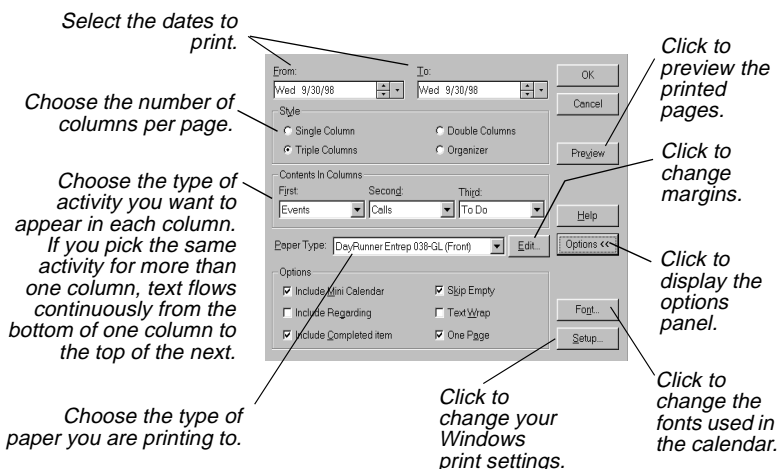 Select the dates to
print.
Choose the number of
columns per page.
Choose the type of
activity you want to
appear in each column.
If you pick the same
activity for more than
one column, text flows
continuously from the
bottom of one column to
the top of the next.
Choose the type of
paper you are printing to.
From:
To:
Wed 9/30/98
Wed 9/30/98
Style
Single Column
Double Columns
Triple Columns
Organizer
Contents In Columns
First:
Second:
Third:
Events
Calls
To Do
Paper Type:
DayRunner Entrep 038-GL (Front)
Edit...
Options
Include Mini Calendar
Skip Empty
Include Regarding
Text Wrap
Include Completed item
One Page
OK
Cancel
Preview
Help
Options <<
Font...
Setup...
Click to
preview the
printed
pages.
Click to
change
margins.
Click to
display the
options
panel.
Click to
change your
Windows
print settings.
Click to
change the
fonts used in
the calendar.